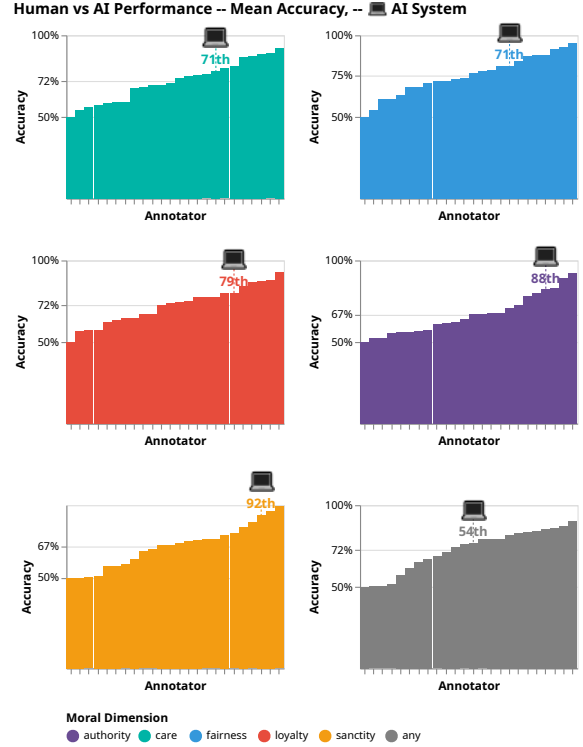 Human vs AI Performance -- Mean Accuracy, -- 💻 AI System
100%
72%
50%
Accuracy
71th
Annotator
100%
75%
50%
Accuracy
71th
Annotator
100%
72%
50%
Accuracy
79th
Annotator
100%
67%
50%
Accuracy
88th
Annotator
67%
50%
Accuracy
92th
Annotator
100%
72%
50%
Accuracy
54th
Annotator
Moral Dimension
authority care fairness loyalty sanctity any